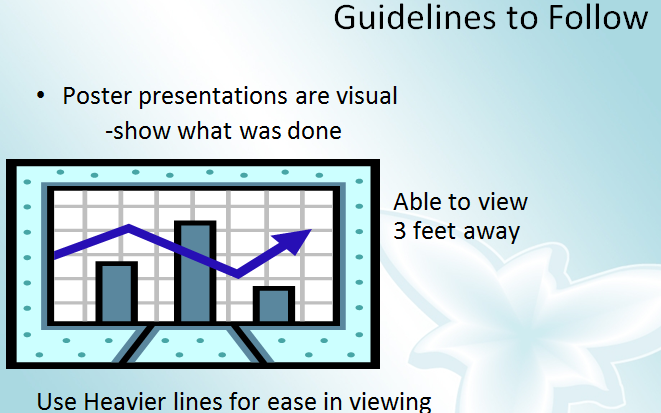 Guidelines to Follow
• Poster presentations are visual
-show what was done
Able to view
3 feet away
Use Heavier lines for ease in viewing